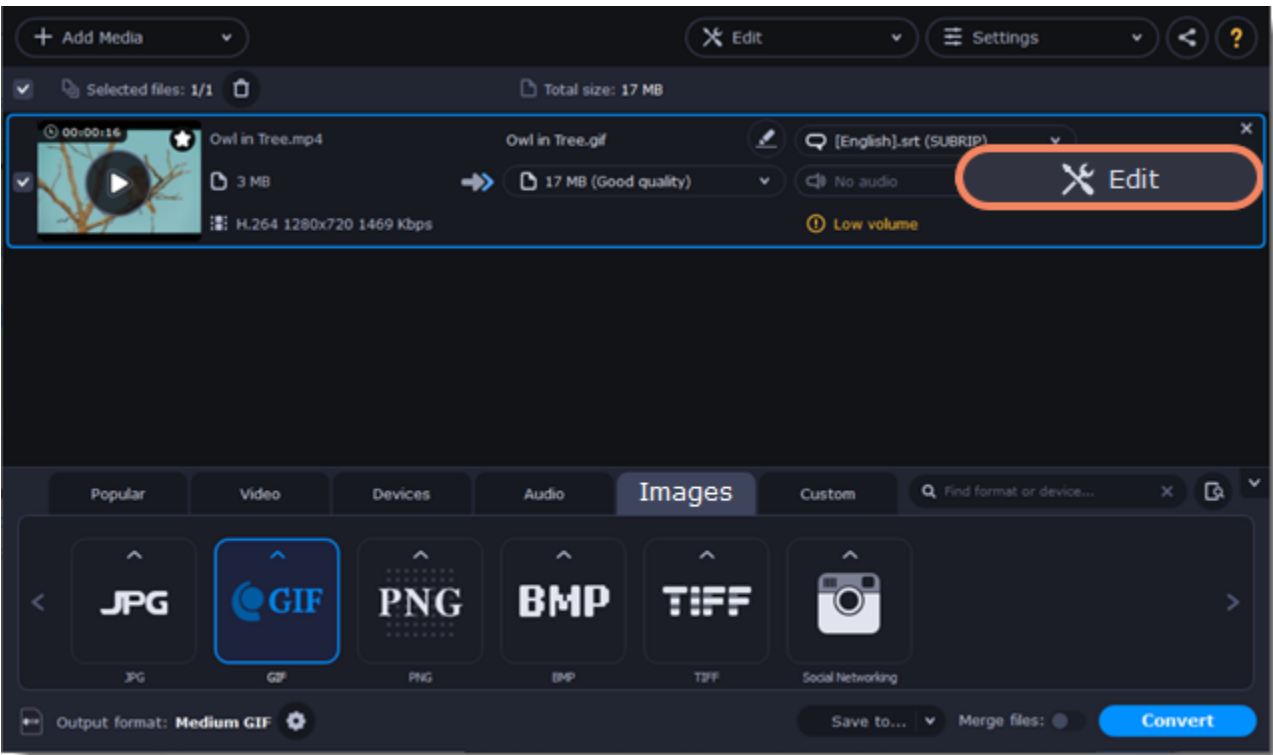 Add Media
Edit
Settings
?
Selected files: 1/1
Total size: 17 MB
00:00:16
Owl in Tree.mp4
Owl in Tree.gif
[English].srt (SUBRIP)
3 MB
17 MB (Good quality)
No audio
Edit
H.264 1280x720 1469 Kbps
Low volume
Popular
Video
Devices
Audio
Images
Custom
Find format or device...
JPG
GIF
PNG
BMP
TIFF
JPG
GIF
PNG
BMP
TIFF
Social Networking
Output format: Medium GIF
Save to...
Merge files:
Convert